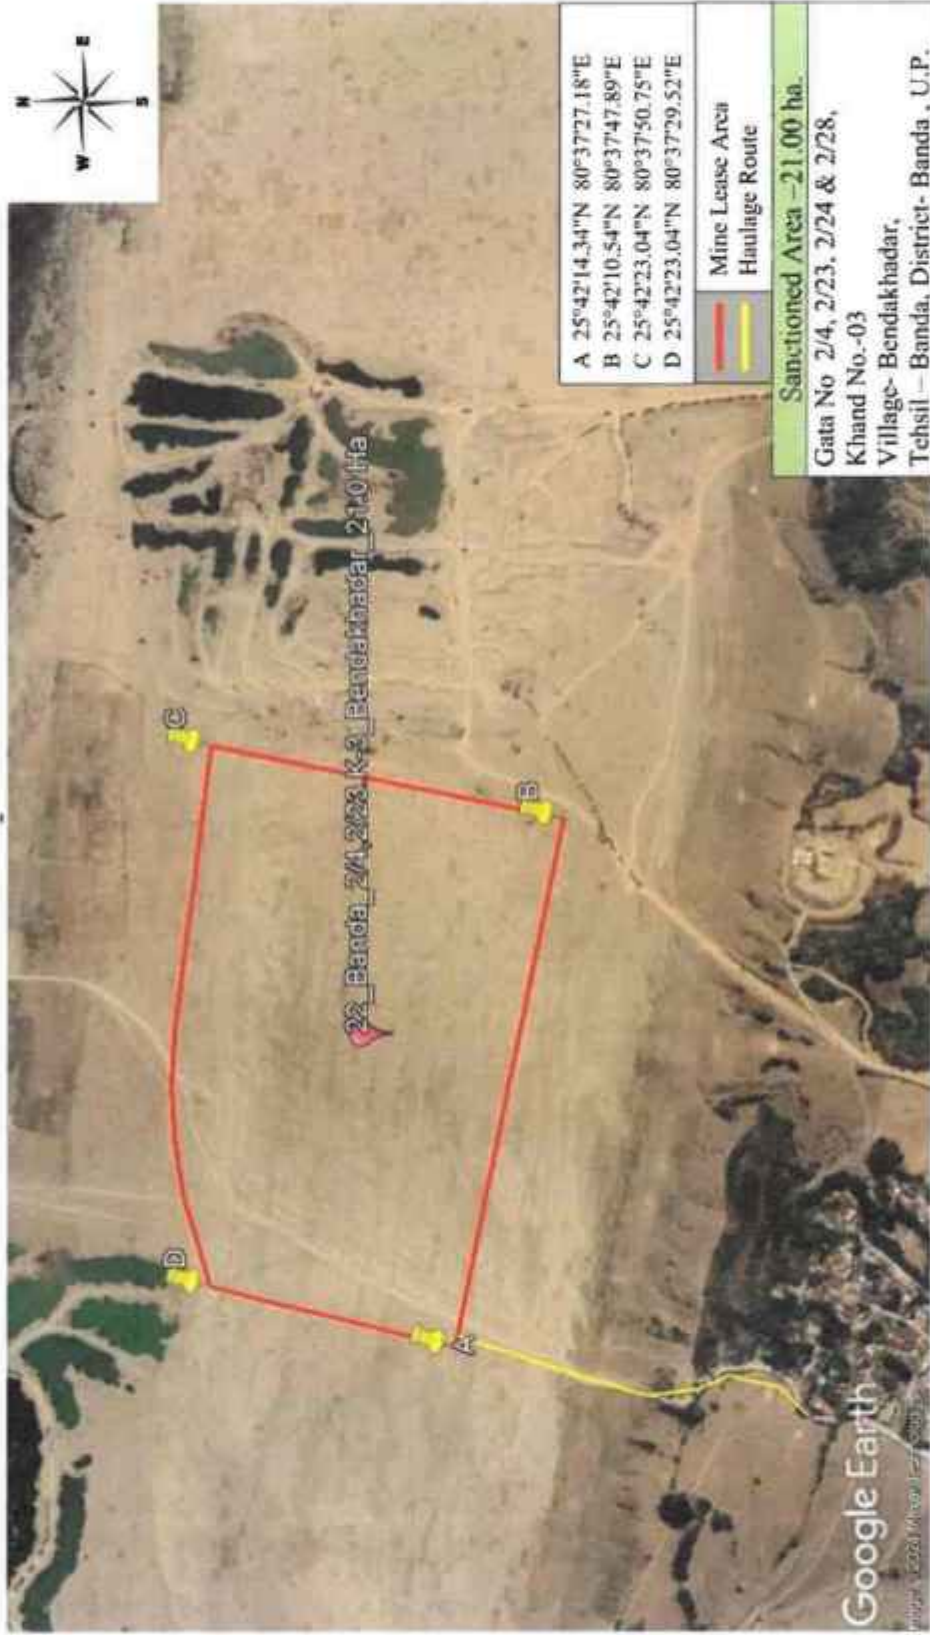 N
E
S
W
C
D
22_Banda_2/4,2/23 K-3_Bendakhadar_21.0 Ha
B
A
A 25°42'14.34"N 80°37'27.18"E
B 25°42'10.54"N 80°37'47.89"E
C 25°42'23.04"N 80°37'50.75"E
D 25°42'23.04"N 80°37'29.52"E
Mine Lease Area
Haulage Route
Sanctioned Area –21.00 ha.
Gata No 2/4, 2/23, 2/24 & 2/28,
Khand No.-03
Village- Bendakhadar,
Tehsil – Banda, District- Banda , U.P.
Google Earth